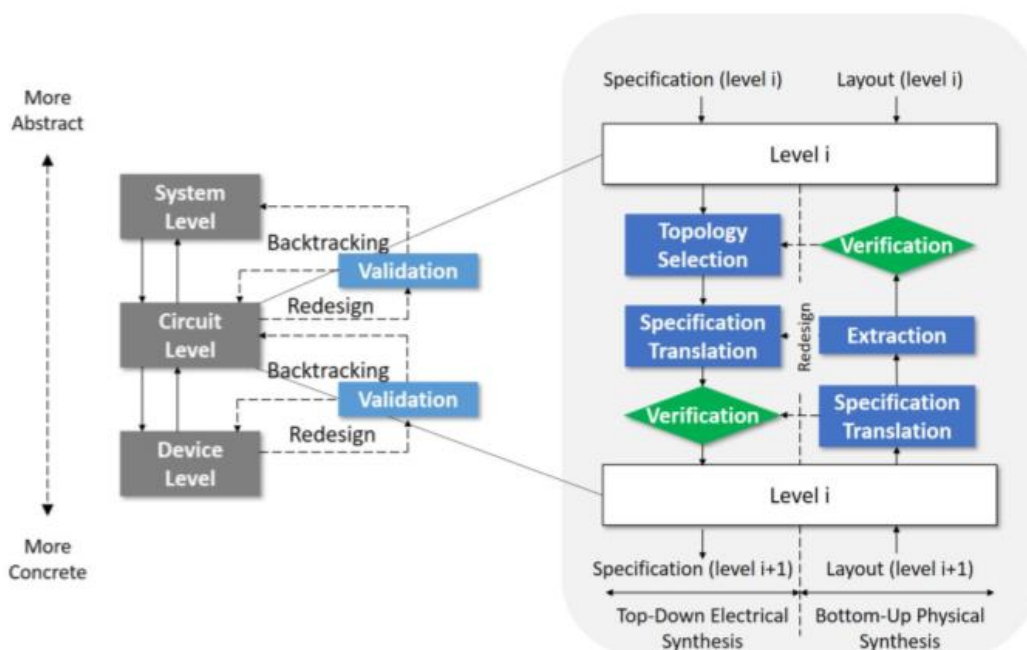 More
Abstract
System
Level
Backtracking
Validation
Redesign
Circuit
Level
Backtracking
Validation
Redesign
Device
Level
More
Concrete
Specification (level i)
Layout (level i)
Level i
Topology
Selection
Verification
Specification
Translation
Redesign
Extraction
Verification
Specification
Translation
Level i
Specification (level i+1)
Layout (level i+1)
Top-Down Electrical
Synthesis
Bottom-Up Physical
Synthesis